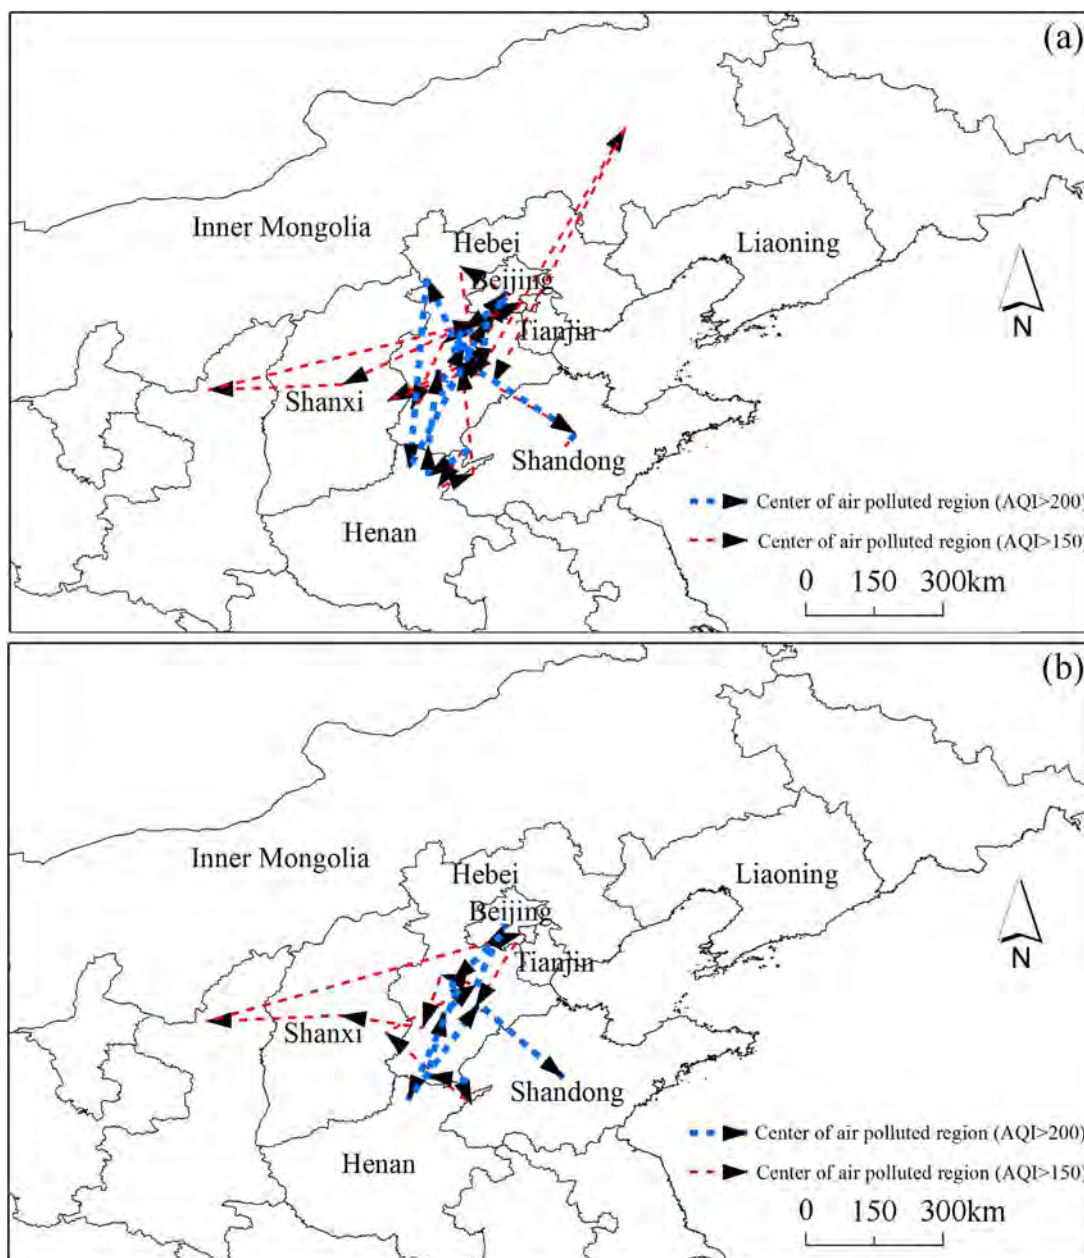 (a)
Inner Mongolia
Hebei
Liaoning
Beijing
Tianjin
N
Shanxi
Shandong
Center of air polluted region (AQI>200)
Henan
Center of air polluted region (AQI>150)
0 150 300km
(b)
Inner Mongolia
Hebei
Liaoning
Beijing
Tianjin
N
Shanxi
Shandong
Center of air polluted region (AQI>200)
Henan
Center of air polluted region (AQI>150)
0 150 300km